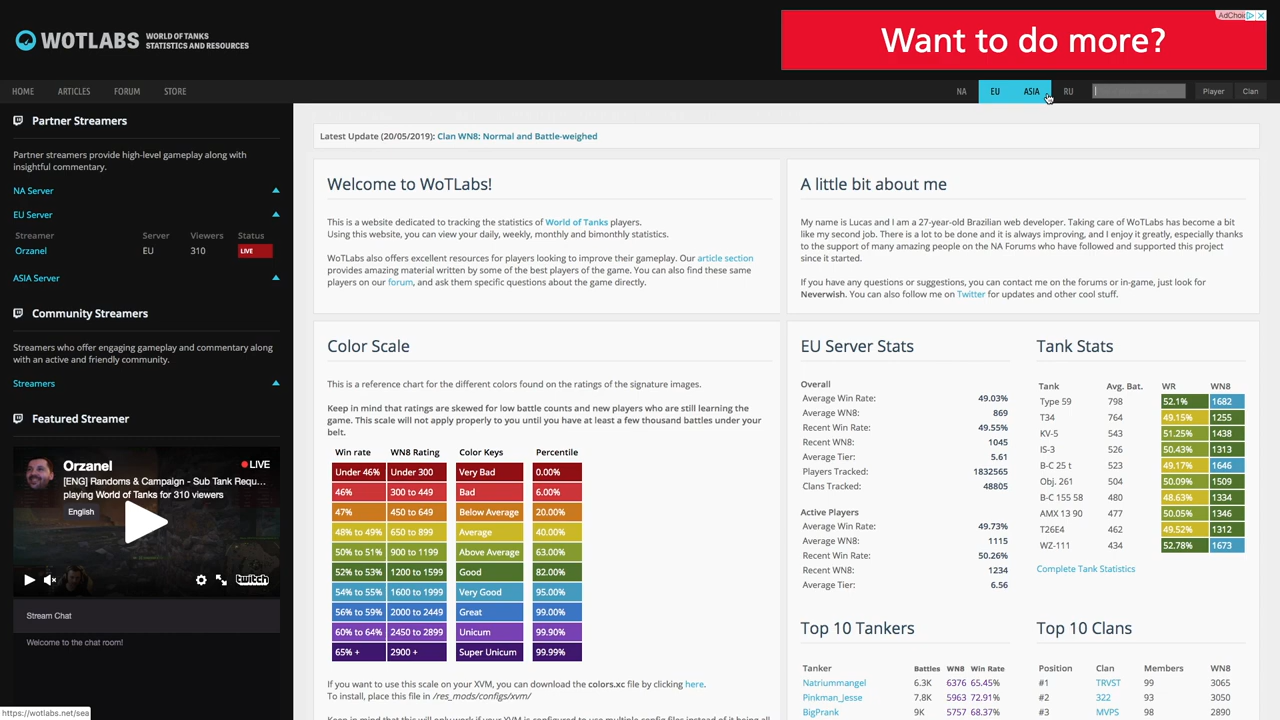 WOTLABS
WORLD OF TANKS
STATISTICS AND RESOURCES
Want to do more?
HOME ARTICLES FORUM STORE
NA EU ASIA RU
Player Clan
Partner Streamers
Partner streamers provide high-level gameplay along with
insightful commentary.
NA Server
EU Server
Streamer Server Viewers Status
Orzanel EU 310 LIVE
ASIA Server
Community Streamers
Streamers who offer engaging gameplay and commentary along
with an active and friendly community.
Streamers
Featured Streamer
Orzanel
LIVE
[ENG] Randoms & Campaign - Sub Tank Requ...
playing World of Tanks for 310 viewers
English
twitch
Stream Chat
Welcome to the chat room!
https://wotlabs.net/sea
Latest Update (20/05/2019): Clan WN8: Normal and Battle-weighed
Welcome to WoTLabs!
This is a website dedicated to tracking the statistics of World of Tanks players.
Using this website, you can view your daily, weekly, monthly and bimonthly statistics.
WoTLabs also offers excellent resources for players looking to improve their gameplay. Our article section
provides amazing material written by some of the best players of the game. You can also find these same
players on our forum, and ask them specific questions about the game directly.
A little bit about me
My name is Lucas and I am a 27-year-old Brazilian web developer. Taking care of WoTLabs has become a bit
like my second job. There is a lot to be done and it is always improving, and I enjoy it greatly, especially thanks
to the support of many amazing people on the NA Forums who have followed and supported this project
since it started.
If you have any questions or suggestions, you can contact me on the forums or in-game, just look for
Neverwish. You can also follow me on Twitter for updates and other cool stuff.
Color Scale
This is a reference chart for the different colors found on the ratings of the signature images.
Keep in mind that ratings are skewed for low battle counts and new players who are still learning the
game. This scale will not apply properly to you until you have at least a few thousand battles under your
belt.
Win rate WN8 Rating Color Keys Percentile
Under 46% Under 300 Very Bad 0.00%
46% 300 to 449 Bad 6.00%
47% 450 to 649 Below Average 20.00%
48% to 49% 650 to 899 Average 40.00%
50% to 51% 900 to 1199 Above Average 63.00%
52% to 53% 1200 to 1599 Good 82.00%
54% to 55% 1600 to 1999 Very Good 95.00%
56% to 59% 2000 to 2449 Great 99.00%
60% to 64% 2450 to 2899 Unicum 99.90%
65% + 2900 + Super Unicum 99.99%
If you want to use this scale on your XVM, you can download the colors.xc file by clicking here.
To install, place this file in /res_mods/configs/xvm/
Keep in mind that this will only work if your XVM is configured to use multiple config files instead of it being all
EU Server Stats
Overall
Average Win Rate: 49.03%
Average WN8: 869
Recent Win Rate: 49.55%
Recent WN8: 1045
Average Tier: 5.61
Players Tracked: 1832565
Clans Tracked: 48805
Active Players
Average Win Rate: 49.73%
Average WN8: 1115
Recent Win Rate: 50.26%
Recent WN8: 1234
Average Tier: 6.56
Tank Stats
Tank Avg. Bat. WR WN8
Type 59 798 52.1% 1682
T34 764 49.15% 1255
KV-5 543 51.25% 1438
IS-3 526 50.43% 1313
B-C 25 t 523 49.17% 1646
Obj. 261 504 50.09% 1509
B-C 155 58 480 48.63% 1334
AMX 13 90 477 50.05% 1346
T26E4 462 49.52% 1312
WZ-111 434 52.78% 1673
Complete Tank Statistics
Top 10 Tankers
Tanker Battles WN8 Win Rate
Natriummangel 6.3K 6376 65.45%
Pinkman_Jesse 7.8K 5963 72.91%
BigPrank 9K 5757 68.37%
Top 10 Clans
Position Clan Members WN8
#1 TRVST 99 3065
#2 322 93 3050
#3 MVPS 98 2890